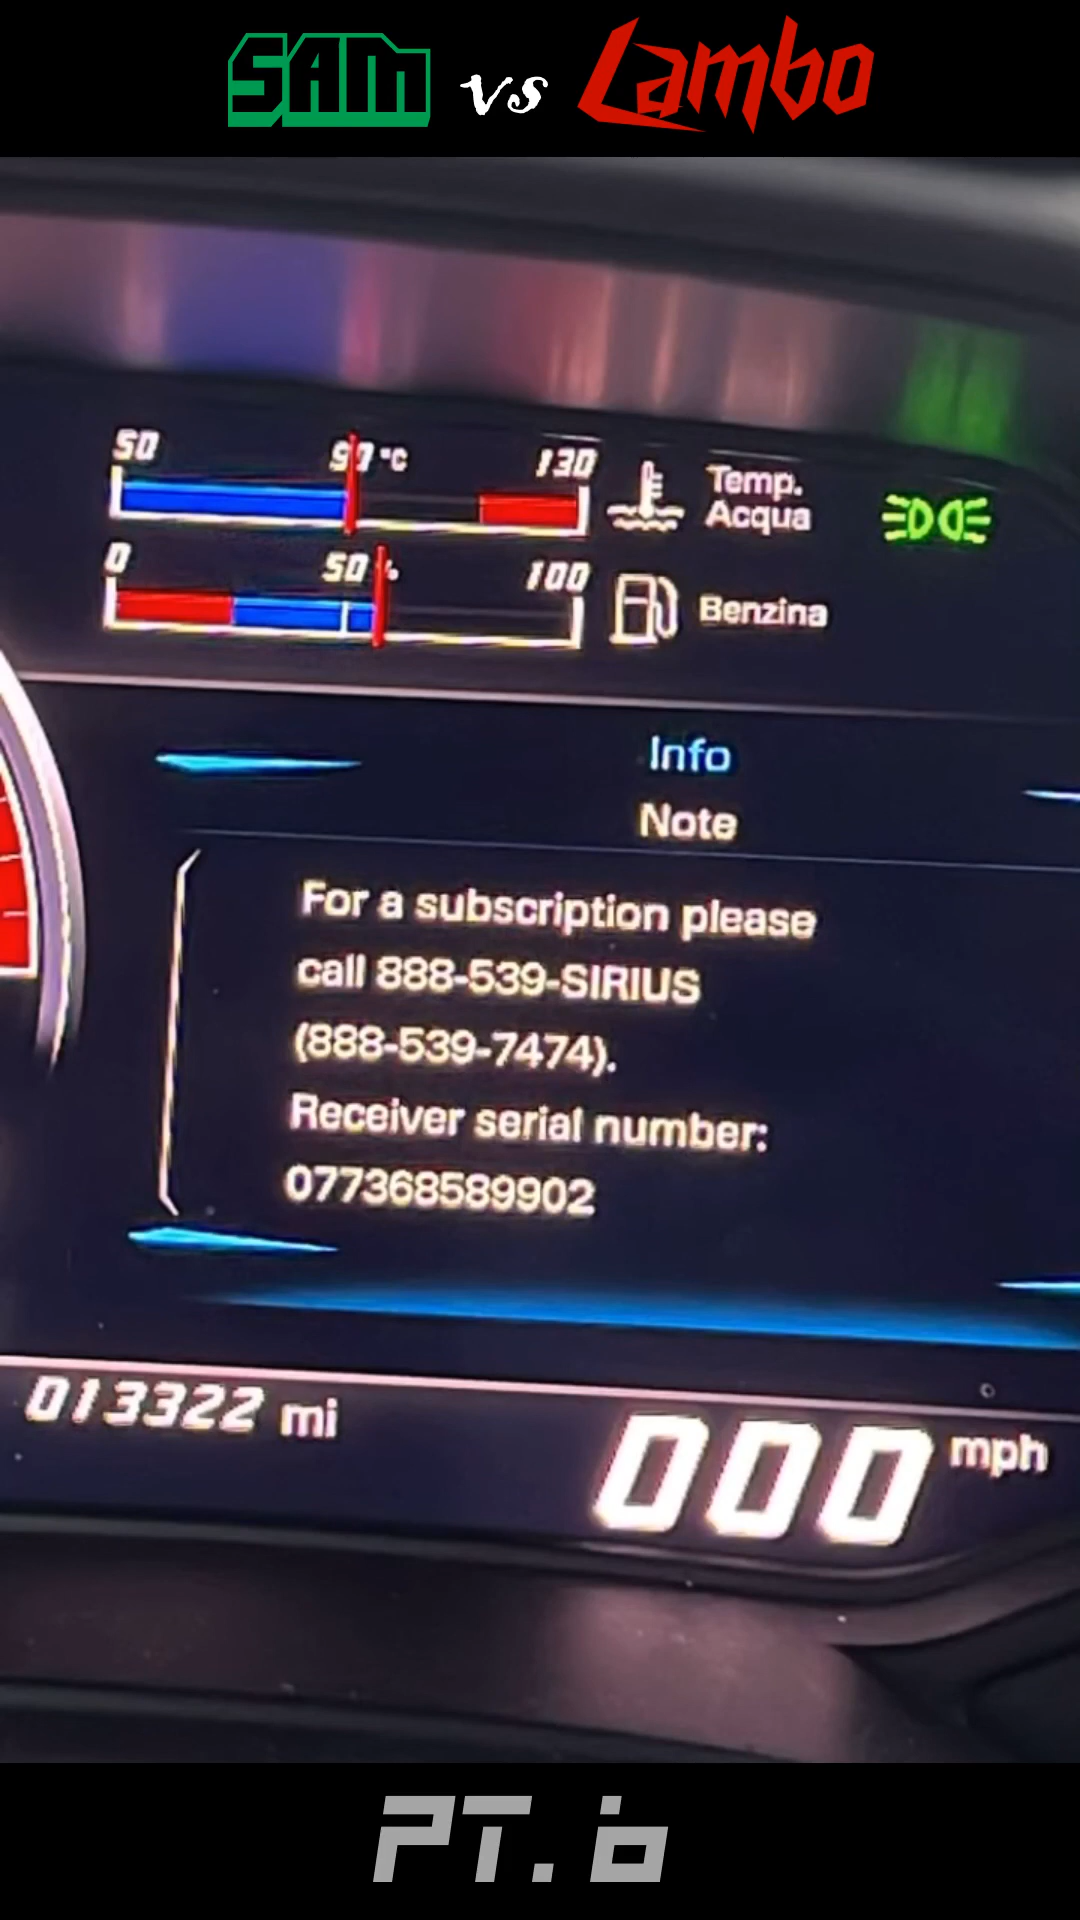 SAM vs Lambo
50 90 °C 130 Temp.
Acqua
0 50 % 100 Benzina
Info
Note
For a subscription please
call 888-539-SIRIUS
(888-539-7474).
Receiver serial number:
077368589902
013322 mi
000 mph
PT. 6